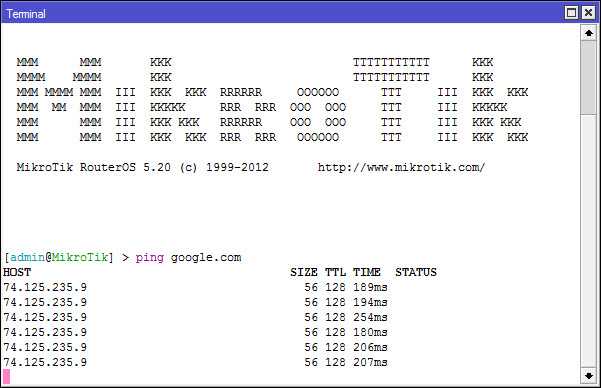 Terminal
MMM      MMM       KKK                          TTTTTTTTTTT      KKK
MMMM    MMMM       KKK                          TTTTTTTTTTT      KKK
MMM MMMM MMM  III  KKK  KKK  RRRRRR     OOOOOO      TTT     III  KKK  KKK
MMM  MM  MMM  III  KKKKK     RRR  RRR  OOO  OOO     TTT     III  KKKKK
MMM      MMM  III  KKK KKK   RRRRRR    OOO  OOO     TTT     III  KKK KKK
MMM      MMM  III  KKK  KKK  RRR  RRR   OOOOOO      TTT     III  KKK  KKK
MikroTik RouterOS 5.20 (c) 1999-2012       http://www.mikrotik.com/
[admin@MikroTik] > ping google.com
HOST                                     SIZE TTL TIME  STATUS
74.125.235.9                               56 128 189ms
74.125.235.9                               56 128 194ms
74.125.235.9                               56 128 254ms
74.125.235.9                               56 128 180ms
74.125.235.9                               56 128 206ms
74.125.235.9                               56 128 207ms